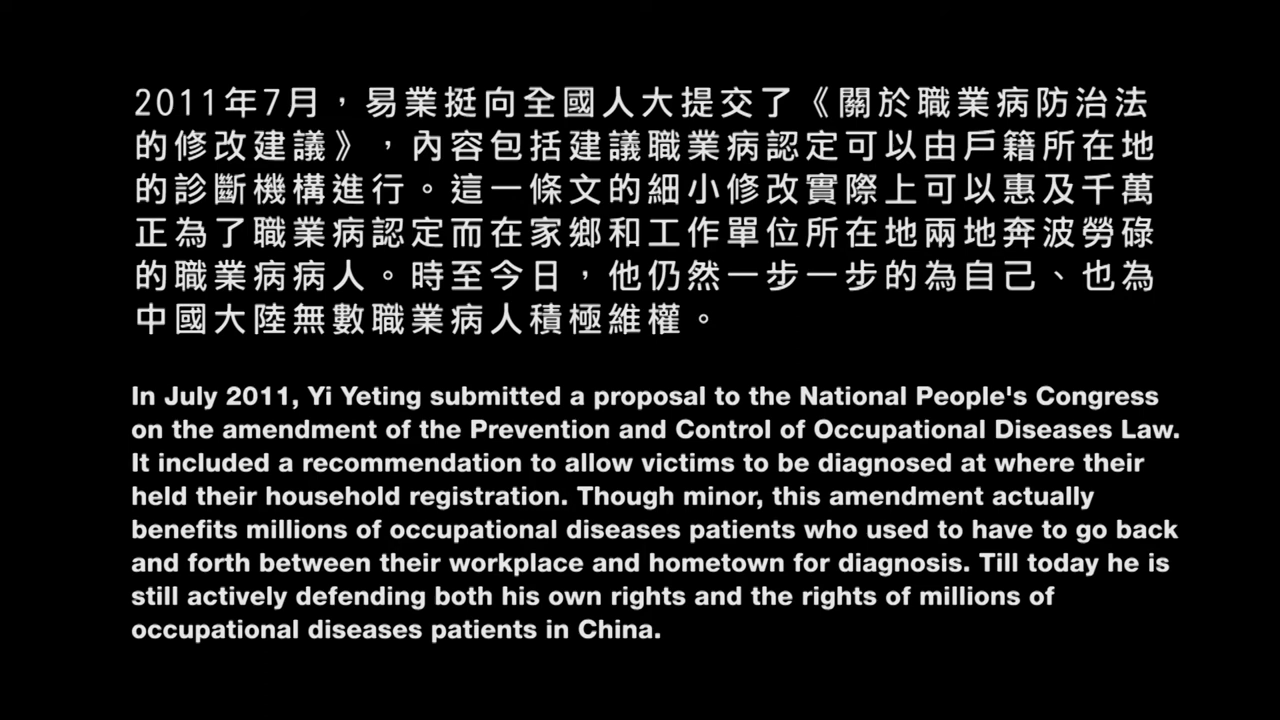 2011年7月，易業挺向全國人大提交了《關於職業病防治法
的修改建議》，內容包括建議職業病認定可以由戶籍所在地
的診斷機構進行。這一條文的細小修改實際上可以惠及千萬
正為了職業病認定而在家鄉和工作單位所在地兩地奔波勞碌
的職業病病人。時至今日，他仍然一步一步的為自己、也為
中國大陸無數職業病人積極維權。
In July 2011, Yi Yeting submitted a proposal to the National People's Congress
on the amendment of the Prevention and Control of Occupational Diseases Law.
It included a recommendation to allow victims to be diagnosed at where their
held their household registration. Though minor, this amendment actually
benefits millions of occupational diseases patients who used to have to go back
and forth between their workplace and hometown for diagnosis. Till today he is
still actively defending both his own rights and the rights of millions of
occupational diseases patients in China.